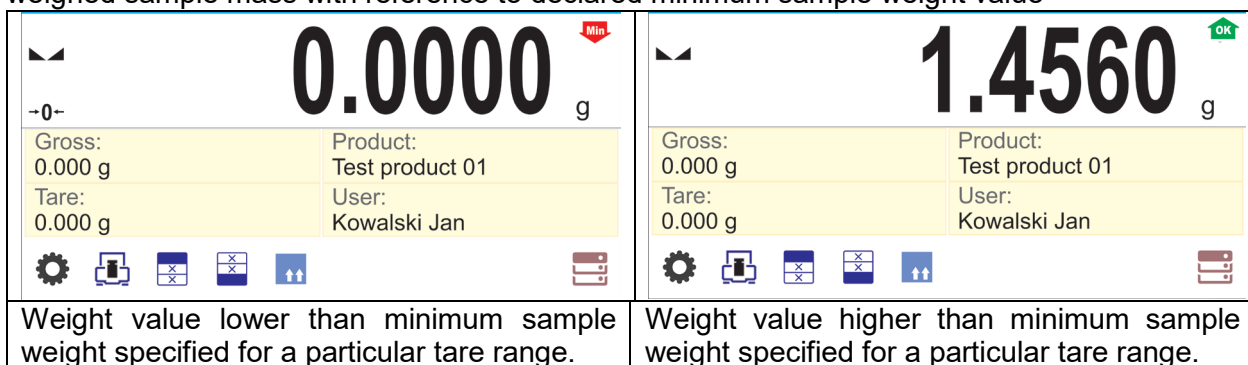 weighed sample mass with reference to declared minimum sample weight value
Min
0.0000
→0←
g
Gross:
0.000 g
Product:
Test product 01
Tare:
0.000 g
User:
Kowalski Jan
OK
1.4560
g
Gross:
0.000 g
Product:
Test product 01
Tare:
0.000 g
User:
Kowalski Jan
Weight value lower than minimum sample
weight specified for a particular tare range.
Weight value higher than minimum sample
weight specified for a particular tare range.